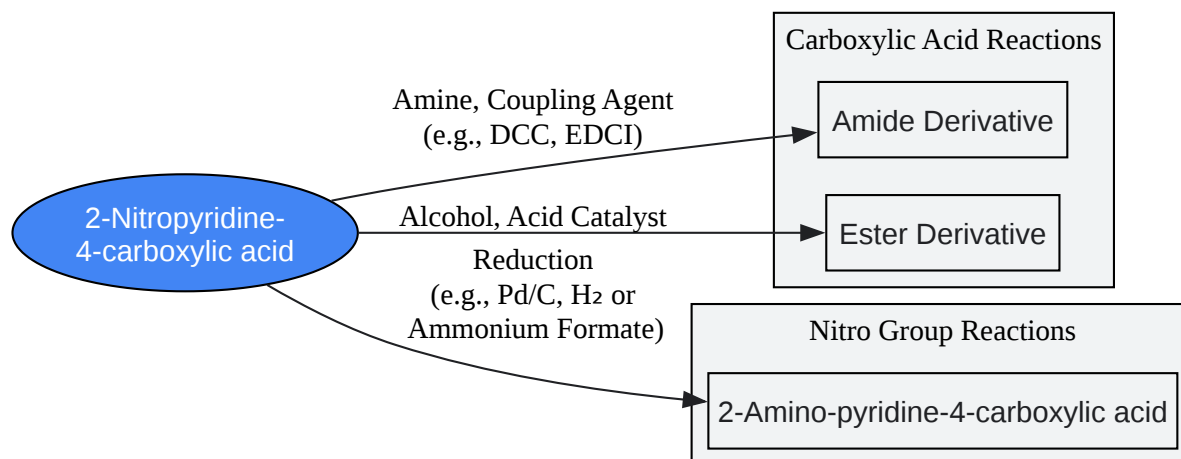 Carboxylic Acid Reactions
Amine, Coupling Agent
(e.g., DCC, EDCI)
Amide Derivative
2-Nitropyridine-
4-carboxylic acid
Alcohol, Acid Catalyst
Ester Derivative
Reduction
(e.g., Pd/C, H₂ or
Ammonium Formate)
Nitro Group Reactions
2-Amino-pyridine-4-carboxylic acid